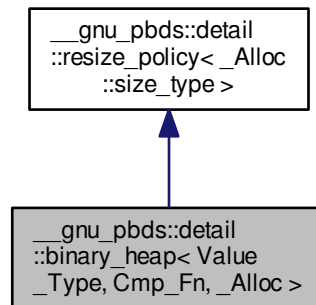 __gnu_pbds::detail
::resize_policy< _Alloc
::size_type >
__gnu_pbds::detail
::binary_heap< Value
_Type, Cmp_Fn, _Alloc >